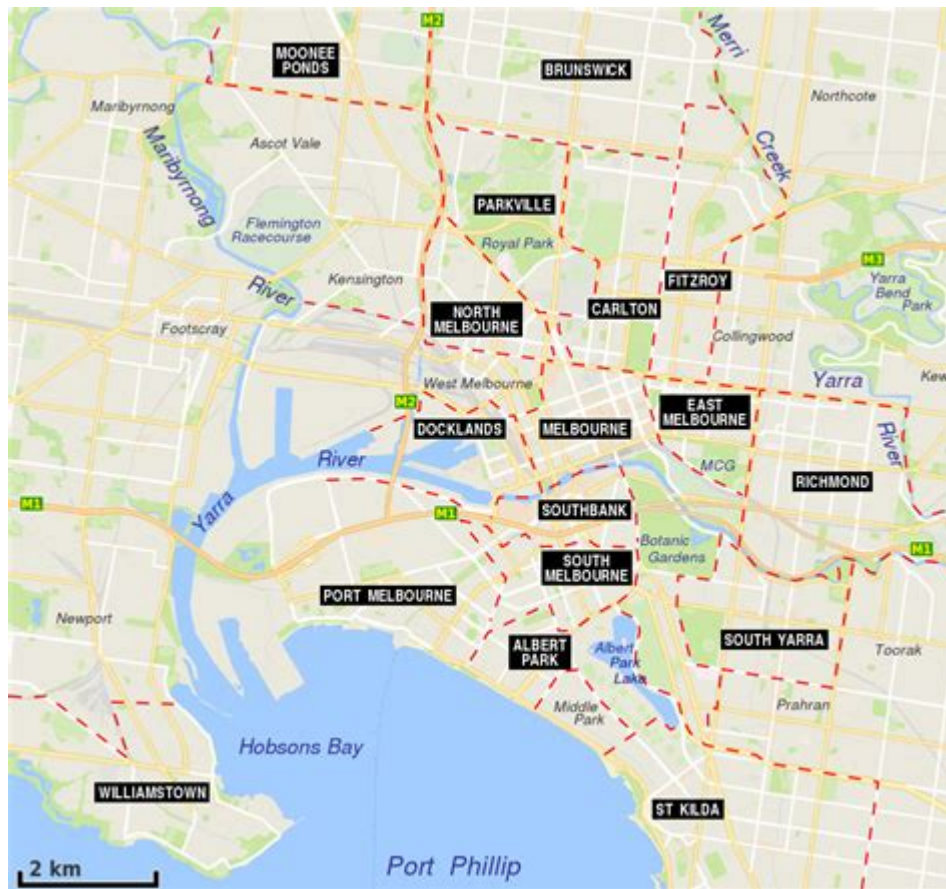 M2
MOONEE
PONDS
Merri
BRUNSWICK
Maribyrnong
Northcote
Ascot Vale
Maribyrnong
Creek
PARKVILLE
Flemington
Racecourse
Royal Park
M3
River
Kensington
FITZROY
Yarra
Bend
Park
NORTH
MELBOURNE
CARLTON
Footscray
Collingwood
West Melbourne
Yarra
Kew
M2
EAST
MELBOURNE
DOCKLANDS
MELBOURNE
River
River
MCG
RICHMOND
M1
Yarra
M1
SOUTHBANK
Botanic
Gardens
M1
SOUTH
MELBOURNE
PORT MELBOURNE
Newport
ALBERT
PARK
Albert
Park
Lake
SOUTH YARRA
Toorak
Middle
Park
Prahran
Hobsons Bay
WILLIAMSTOWN
ST KILDA
2 km
Port Phillip